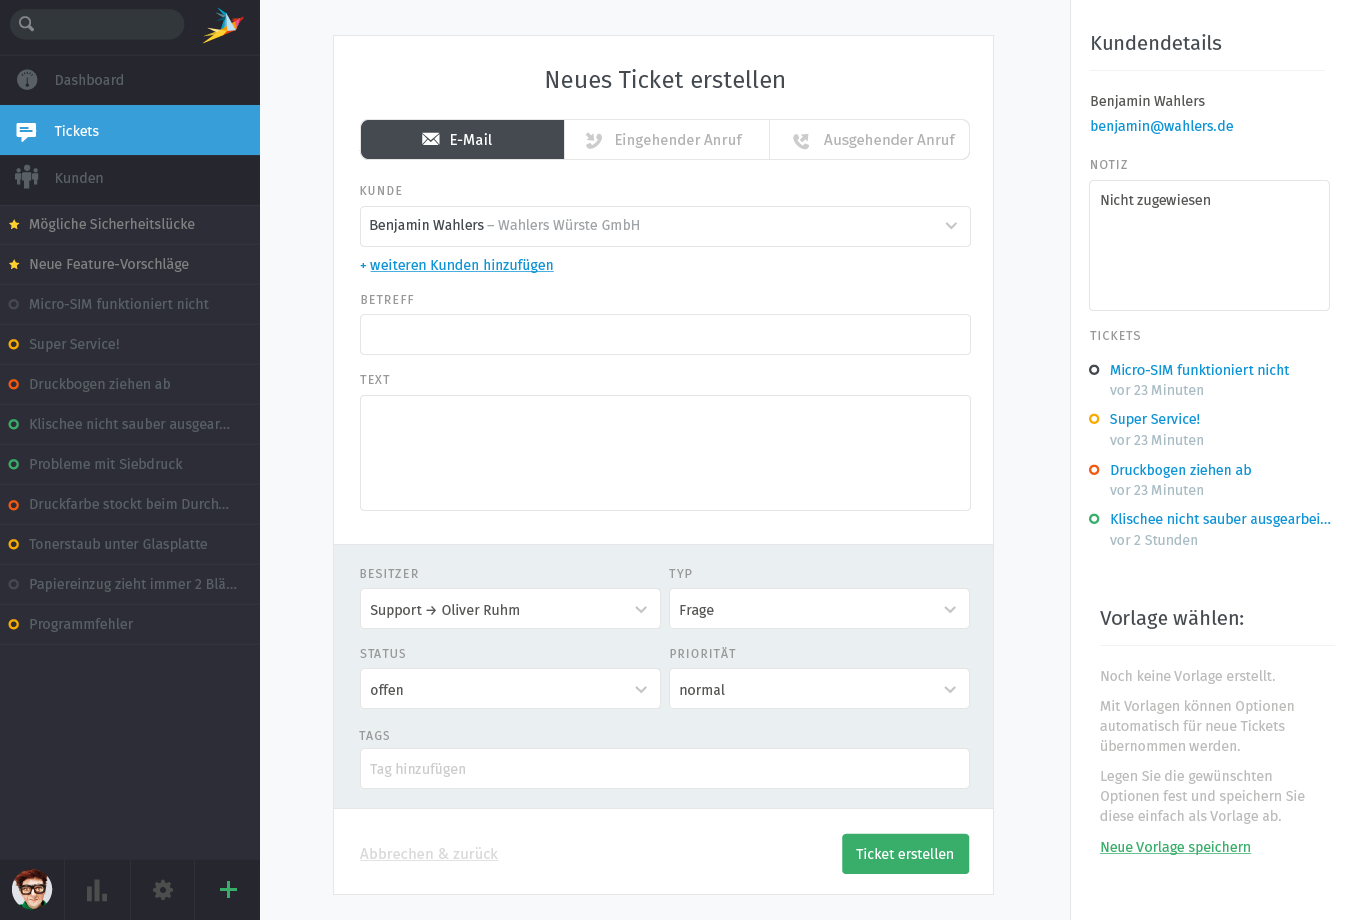 Dashboard
Tickets
Kunden
Mögliche Sicherheitslücke
Neue Feature-Vorschläge
Micro-SIM funktioniert nicht
Super Service!
Druckbogen ziehen ab
Klischee nicht sauber ausgear...
Probleme mit Siebdruck
Druckfarbe stockt beim Durch...
Tonerstaub unter Glasplatte
Papiereinzug zieht immer 2 Blä...
Programmfehler
Neues Ticket erstellen
E-Mail
Eingehender Anruf
Ausgehender Anruf
KUNDE
Benjamin Wahlers – Wahlers Würste GmbH
+ weiteren Kunden hinzufügen
BETREFF
TEXT
BESITZER
TYP
Support → Oliver Ruhm
Frage
STATUS
PRIORITÄT
offen
normal
TAGS
Tag hinzufügen
Abbrechen & zurück
Ticket erstellen
Kundendetails
Benjamin Wahlers
benjamin@wahlers.de
NOTIZ
Nicht zugewiesen
TICKETS
Micro-SIM funktioniert nicht
vor 23 Minuten
Super Service!
vor 23 Minuten
Druckbogen ziehen ab
vor 23 Minuten
Klischee nicht sauber ausgearbei...
vor 2 Stunden
Vorlage wählen:
Noch keine Vorlage erstellt.
Mit Vorlagen können Optionen
automatisch für neue Tickets
übernommen werden.
Legen Sie die gewünschten
Optionen fest und speichern Sie
diese einfach als Vorlage ab.
Neue Vorlage speichern